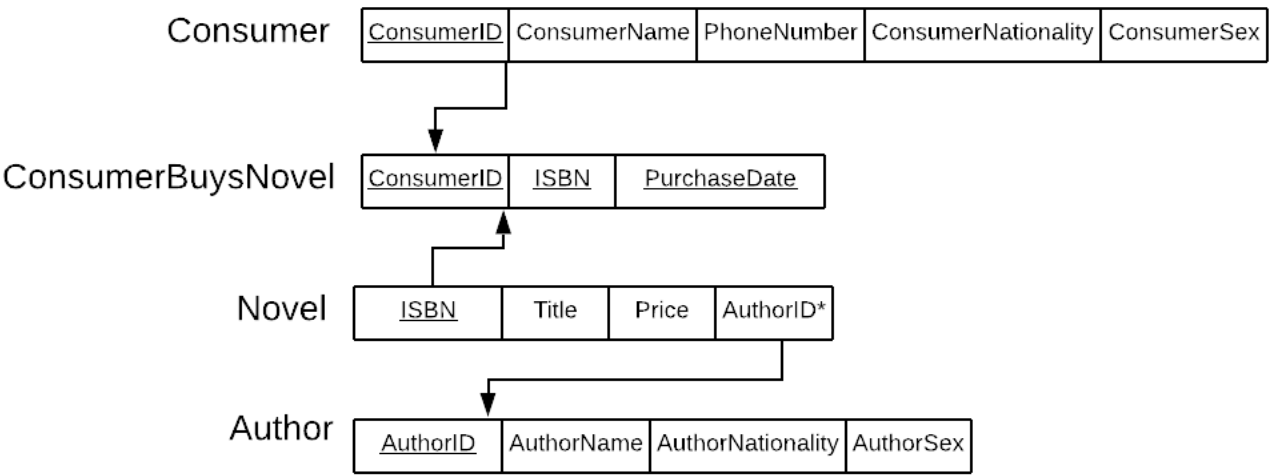 Consumer ConsumerID ConsumerName PhoneNumber ConsumerNationality ConsumerSex
ConsumerBuysNovel ConsumerID ISBN PurchaseDate
Novel ISBN Title Price AuthorID*
Author AuthorID AuthorName AuthorNationality AuthorSex